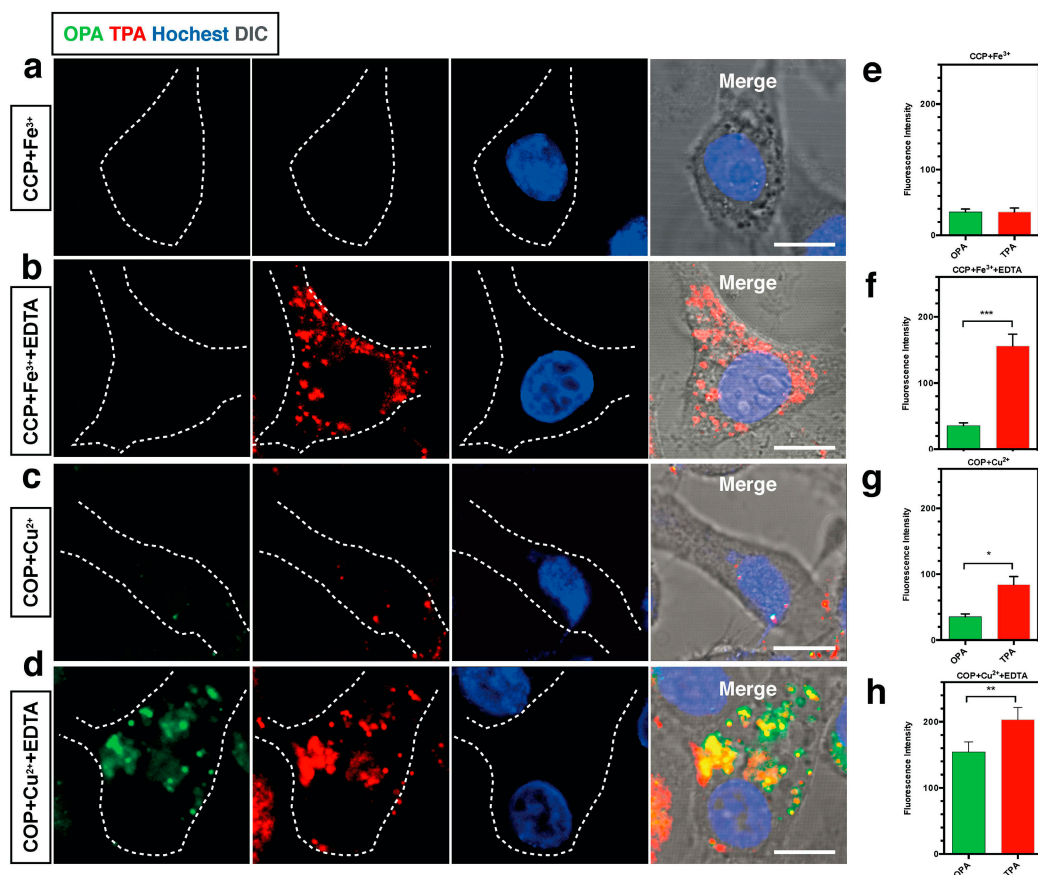 OPA TPA Hochest DIC
a
CCP+Fe³⁺
Merge
b
CCP+Fe³⁺+EDTA
Merge
c
COP+Cu²⁺
Merge
d
COP+Cu²⁺+EDTA
Merge
e
CCP+Fe³⁺
Fluorescence Intensity
200
100
0
OPA
TPA
f
CCP+Fe³⁺+EDTA
***
Fluorescence Intensity
200
100
0
OPA
TPA
g
COP+Cu²⁺
*
Fluorescence Intensity
200
100
0
OPA
TPA
h
COP+Cu²⁺+EDTA
**
Fluorescence Intensity
200
100
0
OPA
TPA